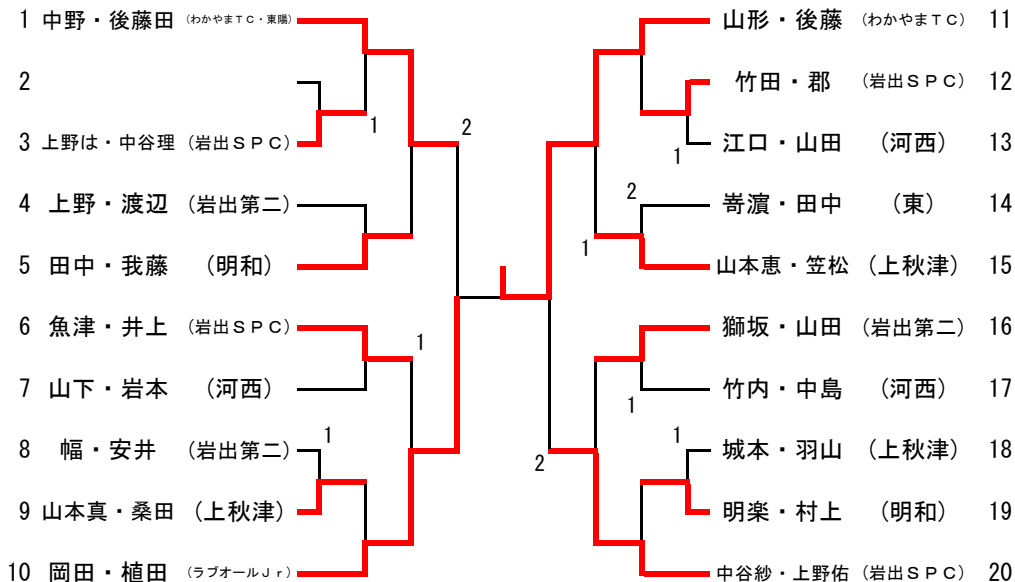 1 中野・後藤田 (わかやまTC・東陽)
2
1
3 上野は・中谷理 (岩出SPC)
2
4 上野・渡辺 (岩出第二)
5 田中・我藤 (明和)
6 魚津・井上 (岩出SPC)
1
7 山下・岩本 (河西)
1
8 幅・安井 (岩出第二)
9 山本真・桑田 (上秋津)
10 岡田・植田 (ラブオールJr)
山形・後藤 (わかやまTC) 11
竹田・郡 (岩出SPC) 12
1
江口・山田 (河西) 13
2
嵜濵・田中 (東) 14
1
山本恵・笠松 (上秋津) 15
獅坂・山田 (岩出第二) 16
1
竹内・中島 (河西) 17
1
城本・羽山 (上秋津) 18
2
明楽・村上 (明和) 19
中谷紗・上野佑 (岩出SPC) 20